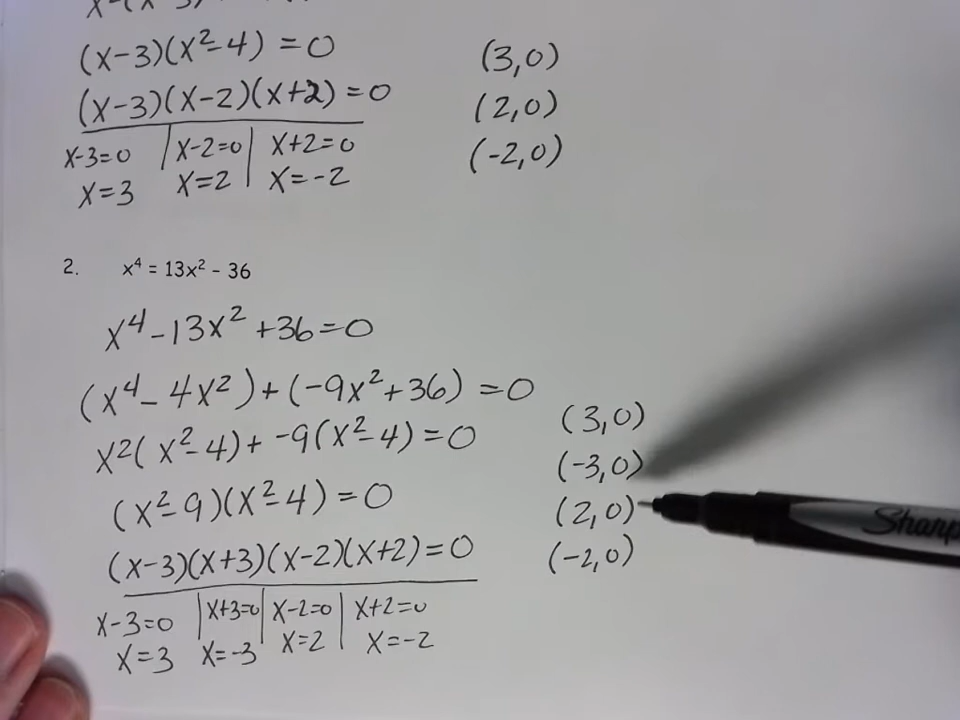 (x-3)(x²-4) = 0
(3,0)
(x-3)(x-2)(x+2) = 0
(2,0)
x-3=0 | x-2=0 | x+2=0
(-2,0)
x=3 x=2 | x=-2
2. x⁴ = 13x² - 36
x⁴ - 13x² + 36 = 0
(x⁴ - 4x²) + (-9x² + 36) = 0
(3,0)
x²(x²-4) + -9(x²-4) = 0
(-3,0)
(x²-9)(x²-4) = 0
(2,0)
(x-3)(x+3)(x-2)(x+2) = 0
(-2,0)
x-3=0 | x+3=0 | x-2=0 | x+2=0
x=3 | x=-3 | x=2 | x=-2
Sharp